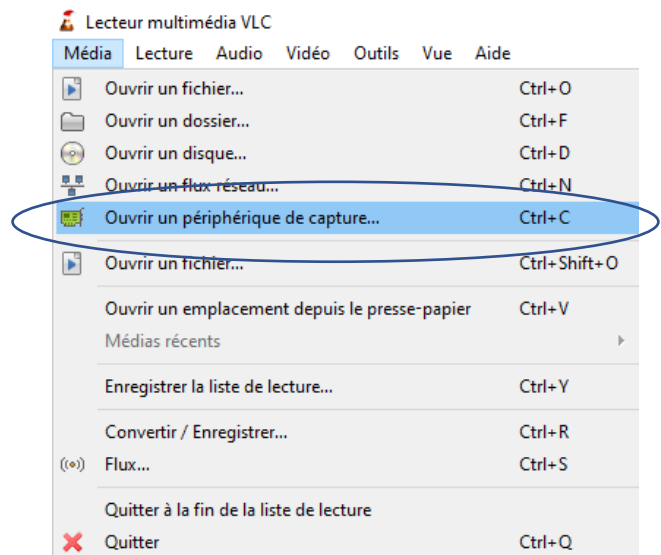 Lecteur multimédia VLC
Média Lecture Audio Vidéo Outils Vue Aide
Ouvrir un fichier... Ctrl+O
Ouvrir un dossier... Ctrl+F
Ouvrir un disque... Ctrl+D
Ouvrir un flux réseau... Ctrl+N
Ouvrir un périphérique de capture... Ctrl+C
Ouvrir un fichier... Ctrl+Shift+O
Ouvrir un emplacement depuis le presse-papier Ctrl+V
Médias récents
Enregistrer la liste de lecture... Ctrl+Y
Convertir / Enregistrer... Ctrl+R
Flux... Ctrl+S
Quitter à la fin de la liste de lecture
Quitter Ctrl+Q